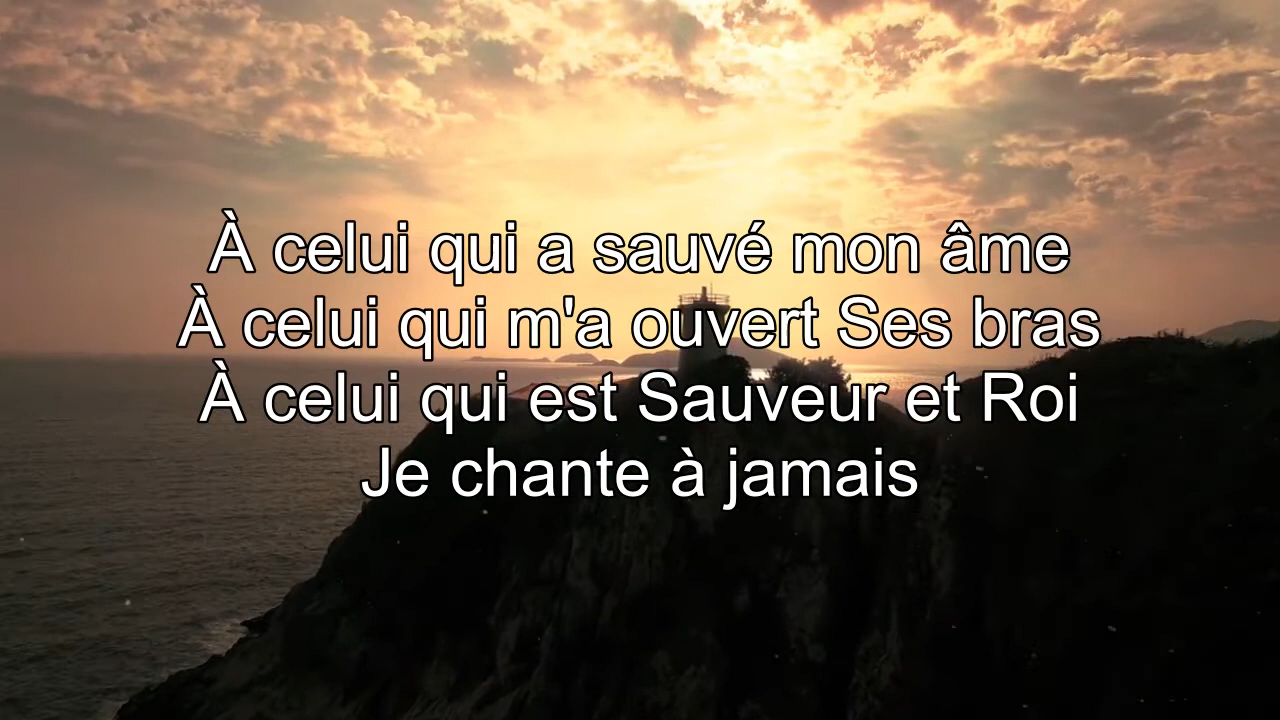 À celui qui a sauvé mon âme
À celui qui m'a ouvert Ses bras
À celui qui est Sauveur et Roi
Je chante à jamais